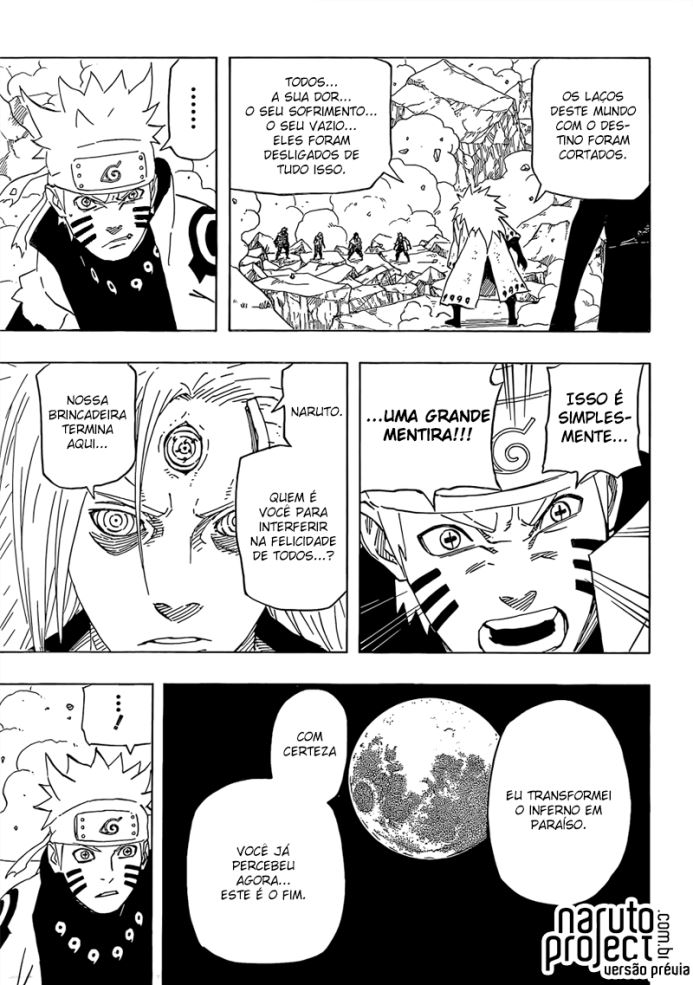 OS LAÇOS
DESTE MUNDO
COM O DES-
TINO FORAM
CORTADOS.
TODOS...
A SUA DOR...
O SEU SOFRIMENTO...
O SEU VAZIO...
ELES FORAM
DESLIGADOS DE
TUDO ISSO.
......
ISSO É
SIMPLES-
MENTE...
...UMA GRANDE
MENTIRA!!!
NARUTO.
QUEM É
VOCÊ PARA
INTERFERIR
NA FELICIDADE
DE TODOS...?
NOSSA
BRINCADEIRA
TERMINA
AQUI...
EU TRANSFORMEI
O INFERNO EM
PARAÍSO.
COM
CERTEZA
VOCÊ JÁ
PERCEBEU
AGORA...
ESTE É O FIM.
...!
naruto
project
.com.br
versão prévia